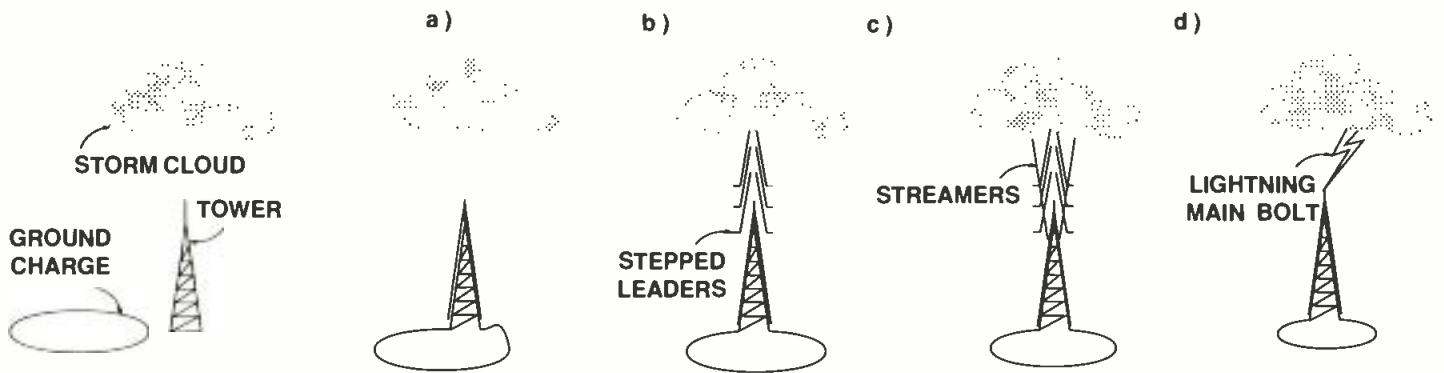 a)
b)
c)
d)
STORM CLOUD
TOWER
GROUND
CHARGE
STEPPED
LEADERS
STREAMERS
LIGHTNING
MAIN BOLT